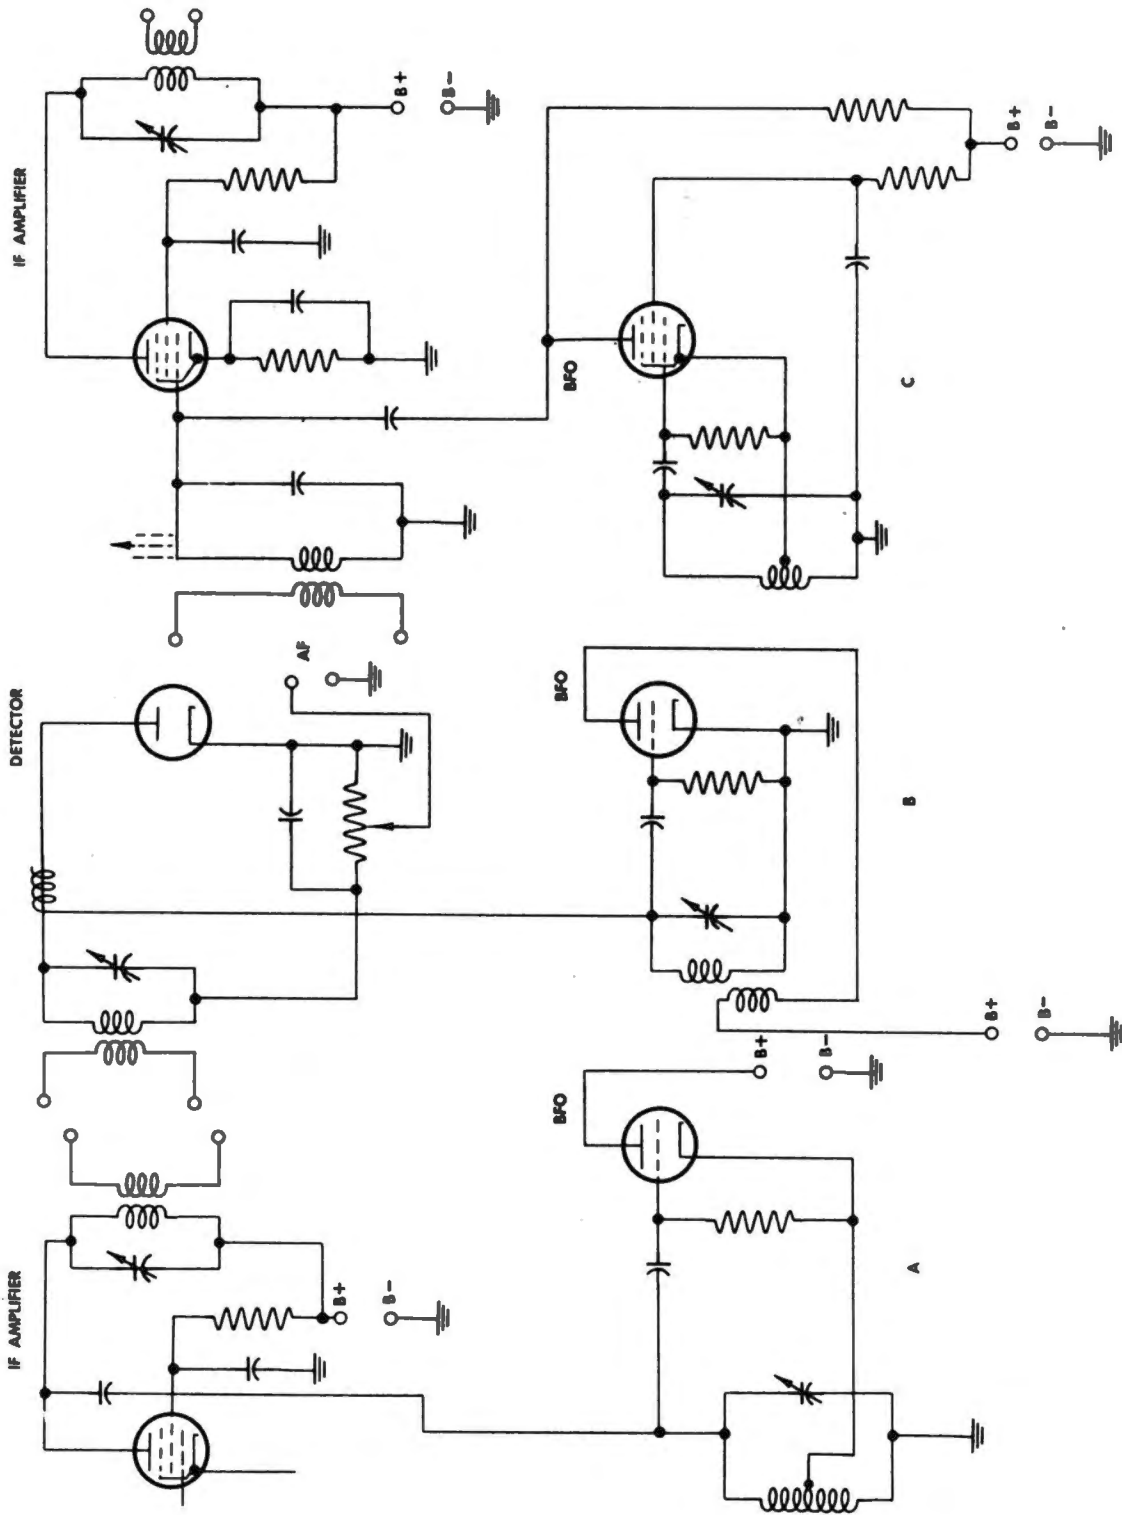 IF AMPLIFIER
DETECTOR
IF AMPLIFIER
AF
B+
B-
B+
B-
BFO
BFO
BFO
B+
B-
A
B
C
B+
B-
B+
B-